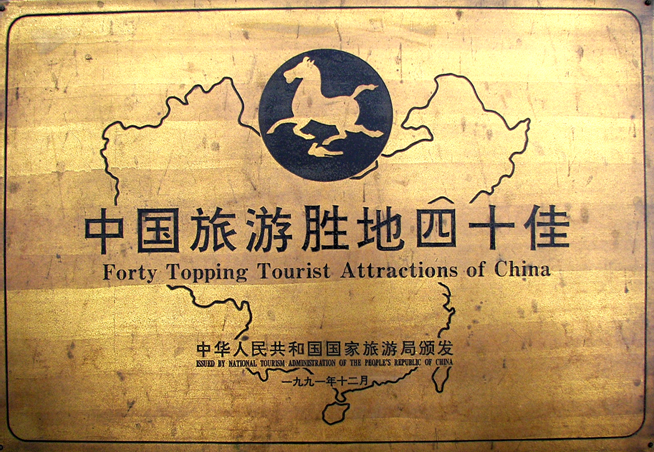 中国旅游胜地四十佳
Forty Topping Tourist Attractions of China
中华人民共和国国家旅游局颁发
ISSUED BY NATIONAL TOURISM ADMINISTRATION OF THE PEOPLE'S REPUBLIC OF CHINA
一九九一年十二月